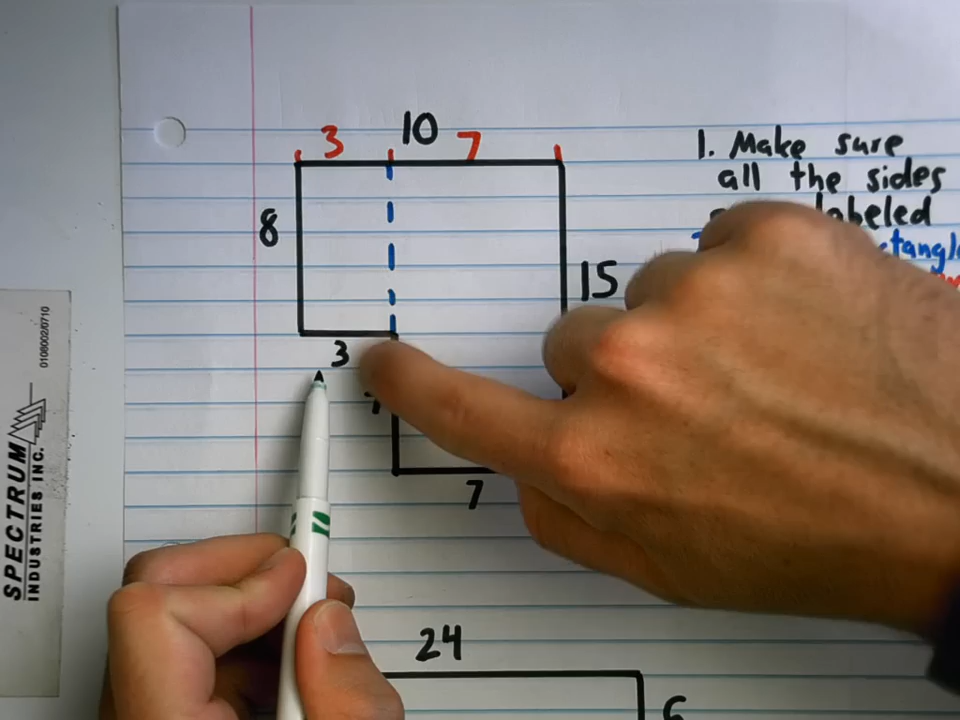 3 10 7
8
15
3
7
7
24
6
1. Make sure
all the sides
labeled
SPECTRUM
INDUSTRIES INC.
0108002/0710